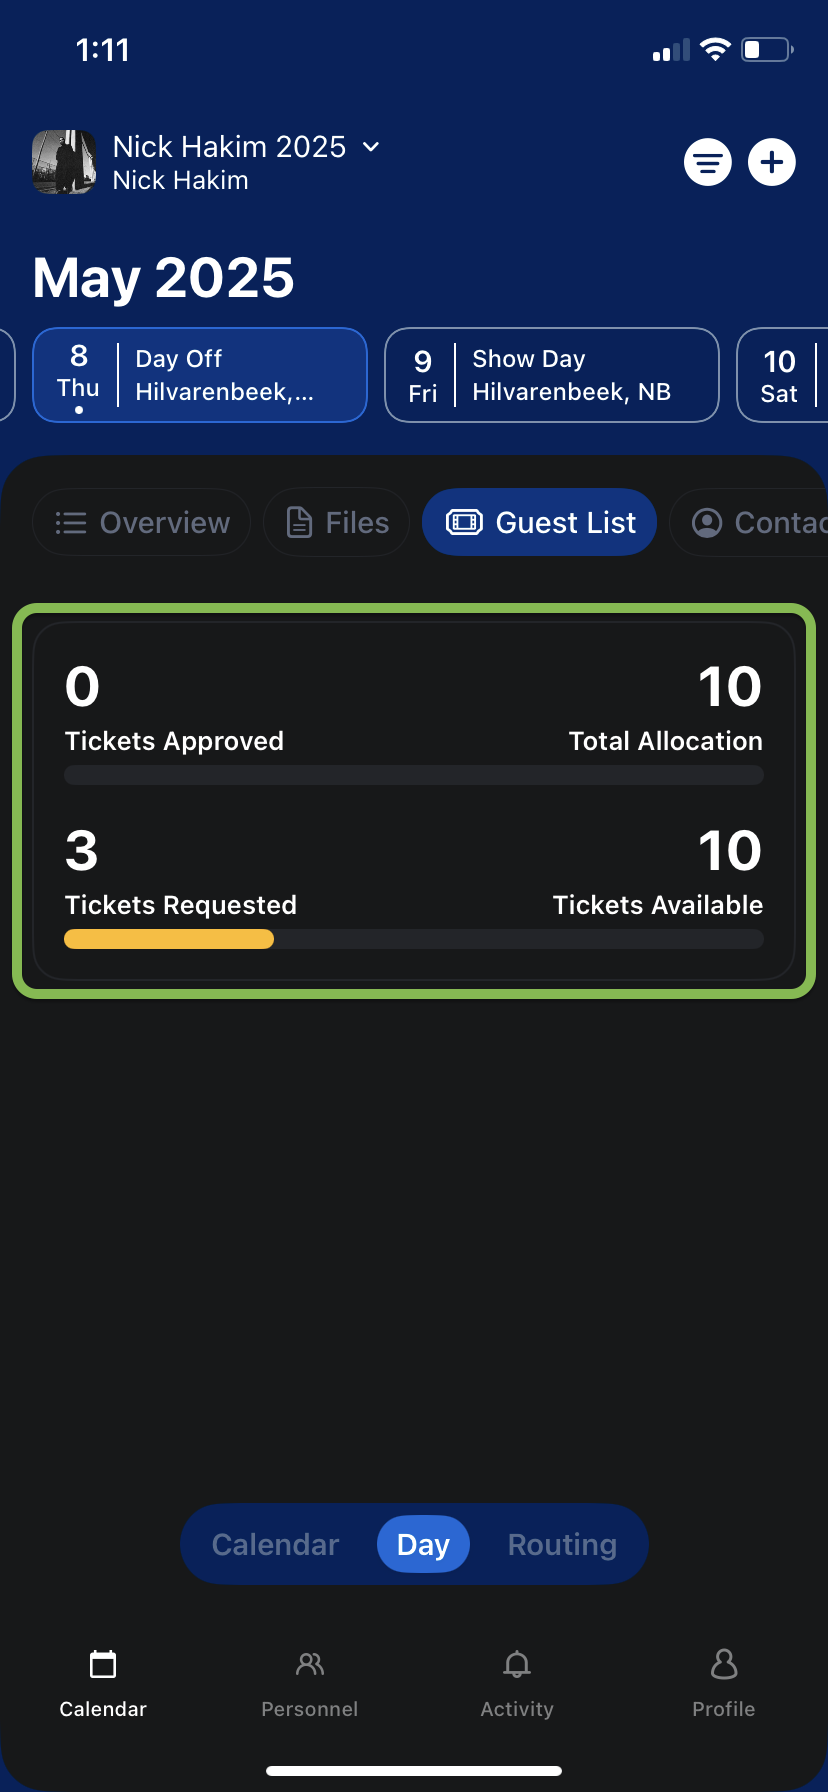 1:11
Nick Hakim 2025
Nick Hakim
May 2025
8
Thu
Day Off
Hilvarenbeek,...
9
Fri
Show Day
Hilvarenbeek, NB
10
Sat
Overview
Files
Guest List
Contac
0
10
Tickets Approved
Total Allocation
3
10
Tickets Requested
Tickets Available
Calendar
Day
Routing
Calendar
Personnel
Activity
Profile